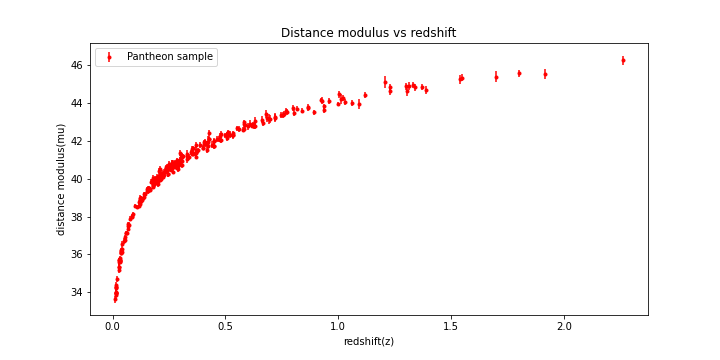 Distance modulus vs redshift
Pantheon sample
distance modulus(mu)
46
44
42
40
38
36
34
0.0 0.5 1.0 1.5 2.0
redshift(z)